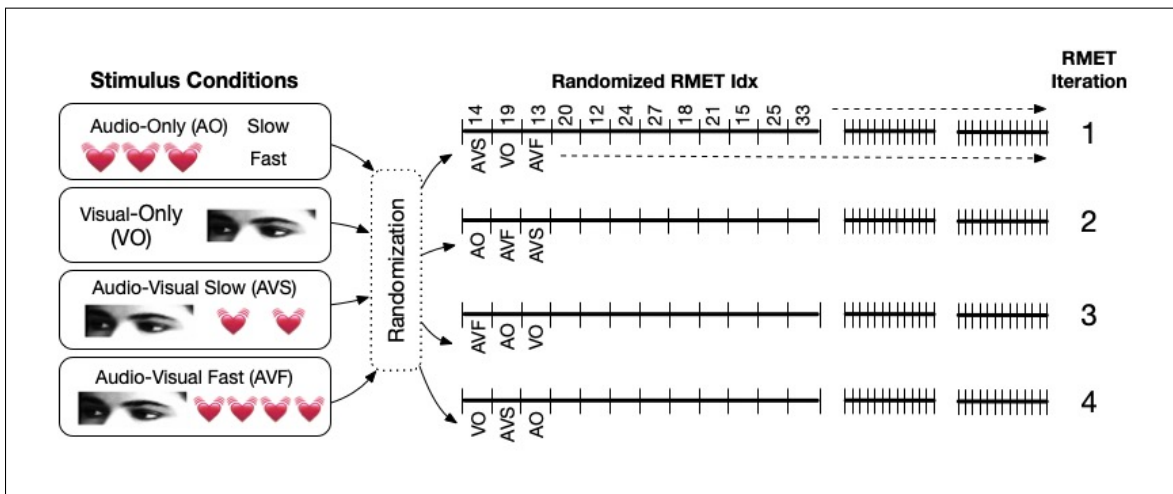 Stimulus Conditions
Audio-Only (AO) Slow
Fast
Visual-Only
(VO)
Audio-Visual Slow (AVS)
Audio-Visual Fast (AVF)
Randomization
Randomized RMET Idx
14 19 13 20 12 24 27 18 21 15 25 33
AVS VO AVF
AO AVF AVS
AVF AO VO
VO AVS AO
RMET
Iteration
1
2
3
4